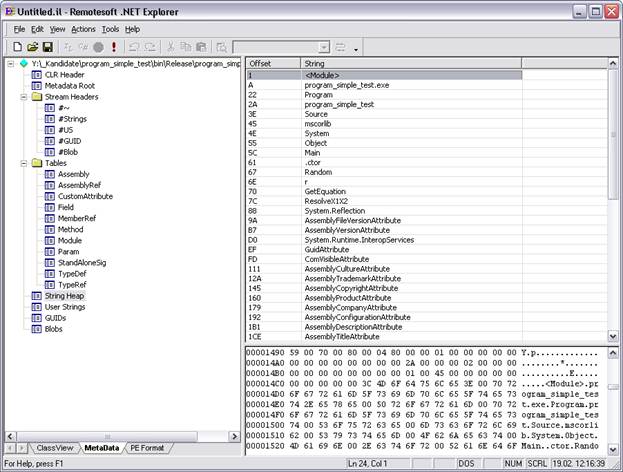 Untitled.il - Remotesoft .NET Explorer
File Edit View Actions Tools Window Help
Y:\_Kandidate\program_simple_test\bin\Release\program_simp
CLR Header
Metadata Root
Stream Headers
#~
#Strings
#US
#GUID
#Blob
Tables
Assembly
AssemblyRef
CustomAttribute
Field
MemberRef
Method
Module
Param
StandAloneSig
TypeDef
TypeRef
String Heap
User Strings
GUIDs
Blobs
ClassView MetaData PE Format
Offset String
1 <Module>
A program_simple_test.exe
22 Program
2A program_simple_test
3E Source
45 mscorlib
4E System
55 Object
5C Main
61 .ctor
67 Random
6E r
70 GetEquation
7C ResolveX1X2
88 System.Reflection
9A AssemblyFileVersionAttribute
B7 AssemblyVersionAttribute
D0 System.Runtime.InteropServices
EF GuidAttribute
FD ComVisibleAttribute
111 AssemblyCultureAttribute
12A AssemblyTrademarkAttribute
145 AssemblyCopyrightAttribute
160 AssemblyProductAttribute
179 AssemblyCompanyAttribute
192 AssemblyConfigurationAttribute
1B1 AssemblyDescriptionAttribute
1CE AssemblyTitleAttribute
00001490 59 00 70 00 80 00 04 80 00 00 01 00 00 00 00 00 Y.p.............
000014A0 00 00 00 00 00 00 2A 00 00 00 02 00 00 00 ......*.........
000014B0 00 00 00 00 00 00 01 00 45 00 00 00 00 00 ........E.......
000014C0 00 00 00 00 00 3C 4D 6F 64 75 6C 65 3E 00 70 72 .....<Module>.pr
000014D0 6F 67 72 61 6D 5F 73 69 6D 70 6C 65 5F 74 65 73 ogram_simple_tes
000014E0 74 2E 65 78 65 00 50 72 6F 67 72 61 6D 00 70 72 t.exe.Program.pr
000014F0 6F 67 72 61 6D 5F 73 69 6D 70 6C 65 5F 74 65 73 ogram_simple_tes
00001500 74 00 53 6F 75 72 63 65 00 6D 73 63 6F 72 6C 69 t.Source.mscorli
00001510 62 00 53 79 73 74 65 6D 00 4F 62 6A 65 63 74 00 b.System.Object.
00001520 4D 61 69 6E 00 2E 63 74 6F 72 00 52 61 6E 64 6F Main..ctor.Rando
For Help, press F1 Ln 24, Col 1 DOS NUM SCRL 19.02 12:16:39